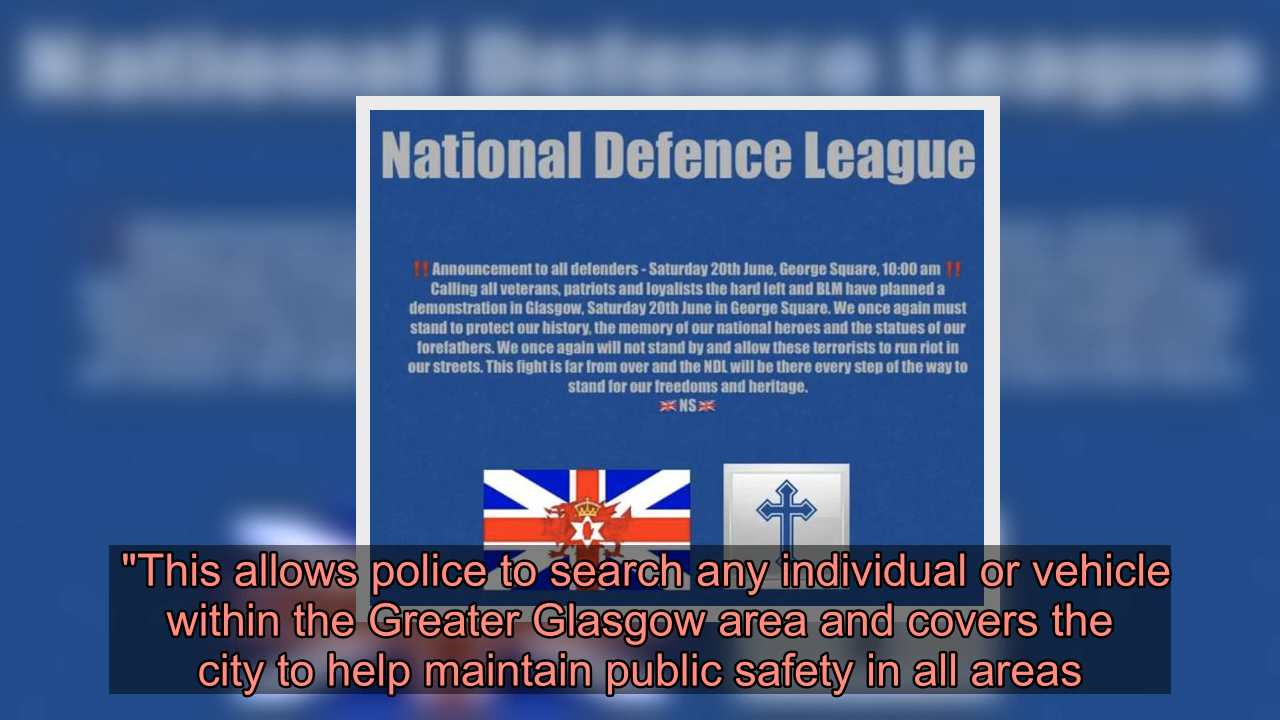 National Defence League
‼️ Announcement to all defenders - Saturday 20th June, George Square, 10:00 am ‼️
Calling all veterans, patriots and loyalists the hard left and BLM have planned a
demonstration in Glasgow, Saturday 20th June in George Square. We once again must
stand to protect our history, the memory of our national heroes and the statues of our
forefathers. We once again will not stand by and allow these terrorists to run riot in
our streets. This fight is far from over and the NDL will be there every step of the way to
stand for our freedoms and heritage.
🇬🇧 NS 🇬🇧
"This allows police to search any individual or vehicle
within the Greater Glasgow area and covers the
city to help maintain public safety in all areas